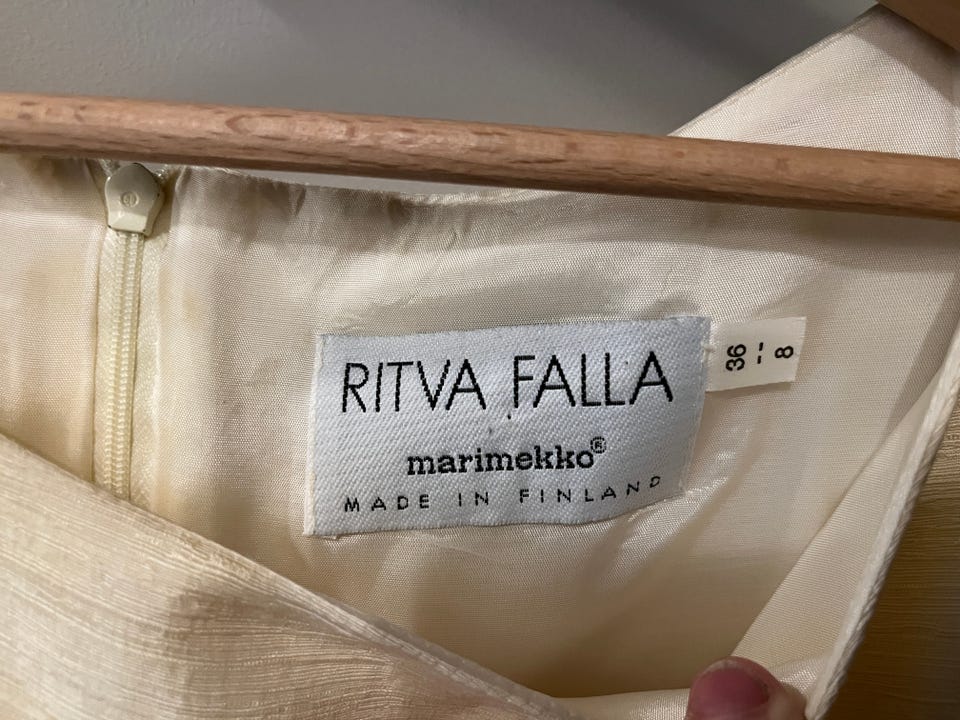 RITVA FALLA
marimekko®
MADE IN FINLAND
36 - 8